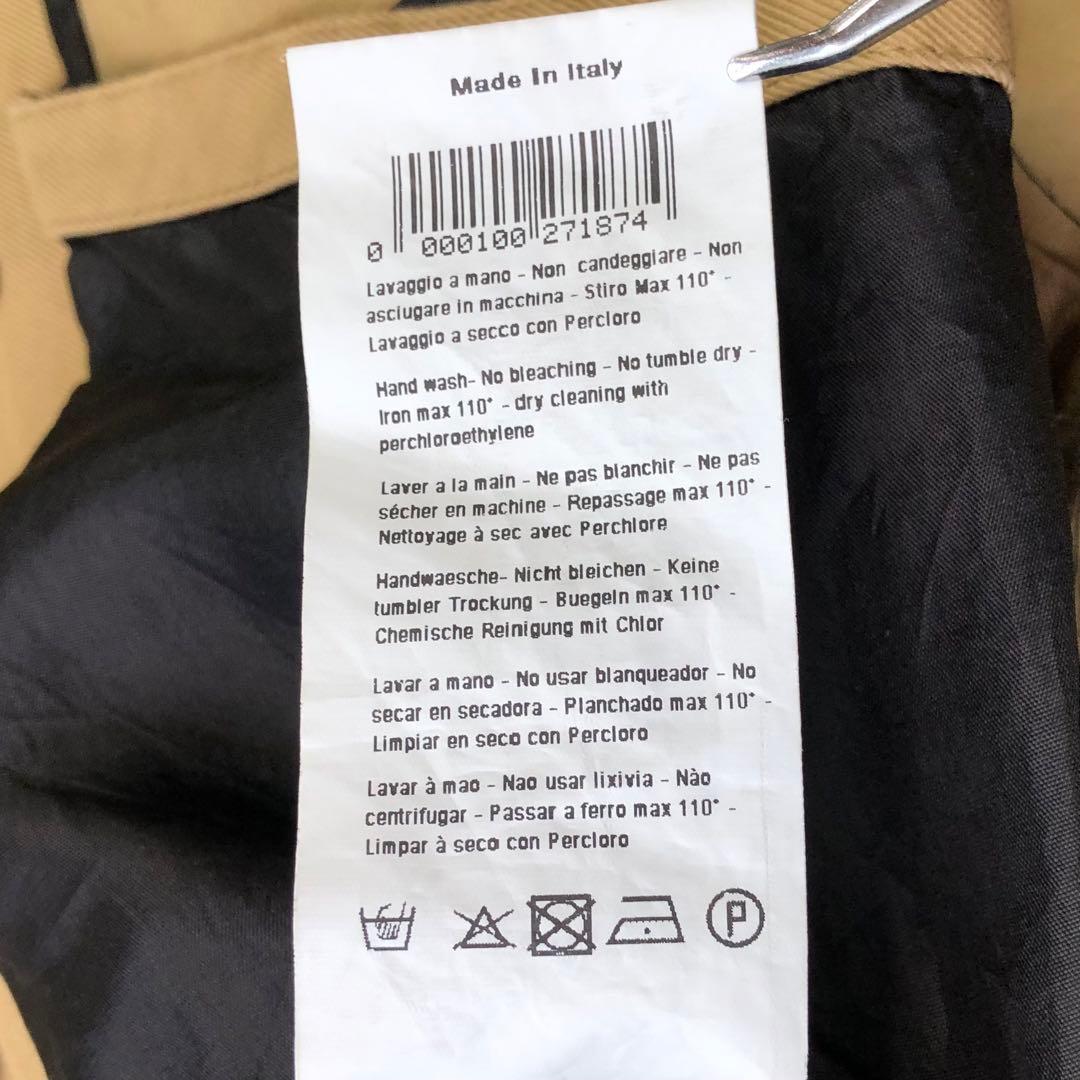 Made In Italy
0 000100 271874
Lavaggio a mano - Non candeggiare - Non
asciugare in macchina - Stiro Max 110° -
Lavaggio a secco con Percloro
Hand wash- No bleaching - No tumble dry -
Iron max 110° - dry cleaning with
perchloroethylene
Laver a la main - Ne pas blanchir - Ne pas
sécher en machine - Repassage max 110° -
Nettoyage à sec avec Perchlore
Handwaesche- Nicht bleichen - Keine
tumbler Trockung - Buegeln max 110° -
Chemische Reinigung mit Chlor
Lavar a mano - No usar blanqueador - No
secar en secadora - Planchado max 110° -
Limpiar en seco con Percloro
Lavar à mao - Nao usar lixivia - Nào
centrifugar - Passar a ferro max 110° -
Limpar à seco con Percloro
P